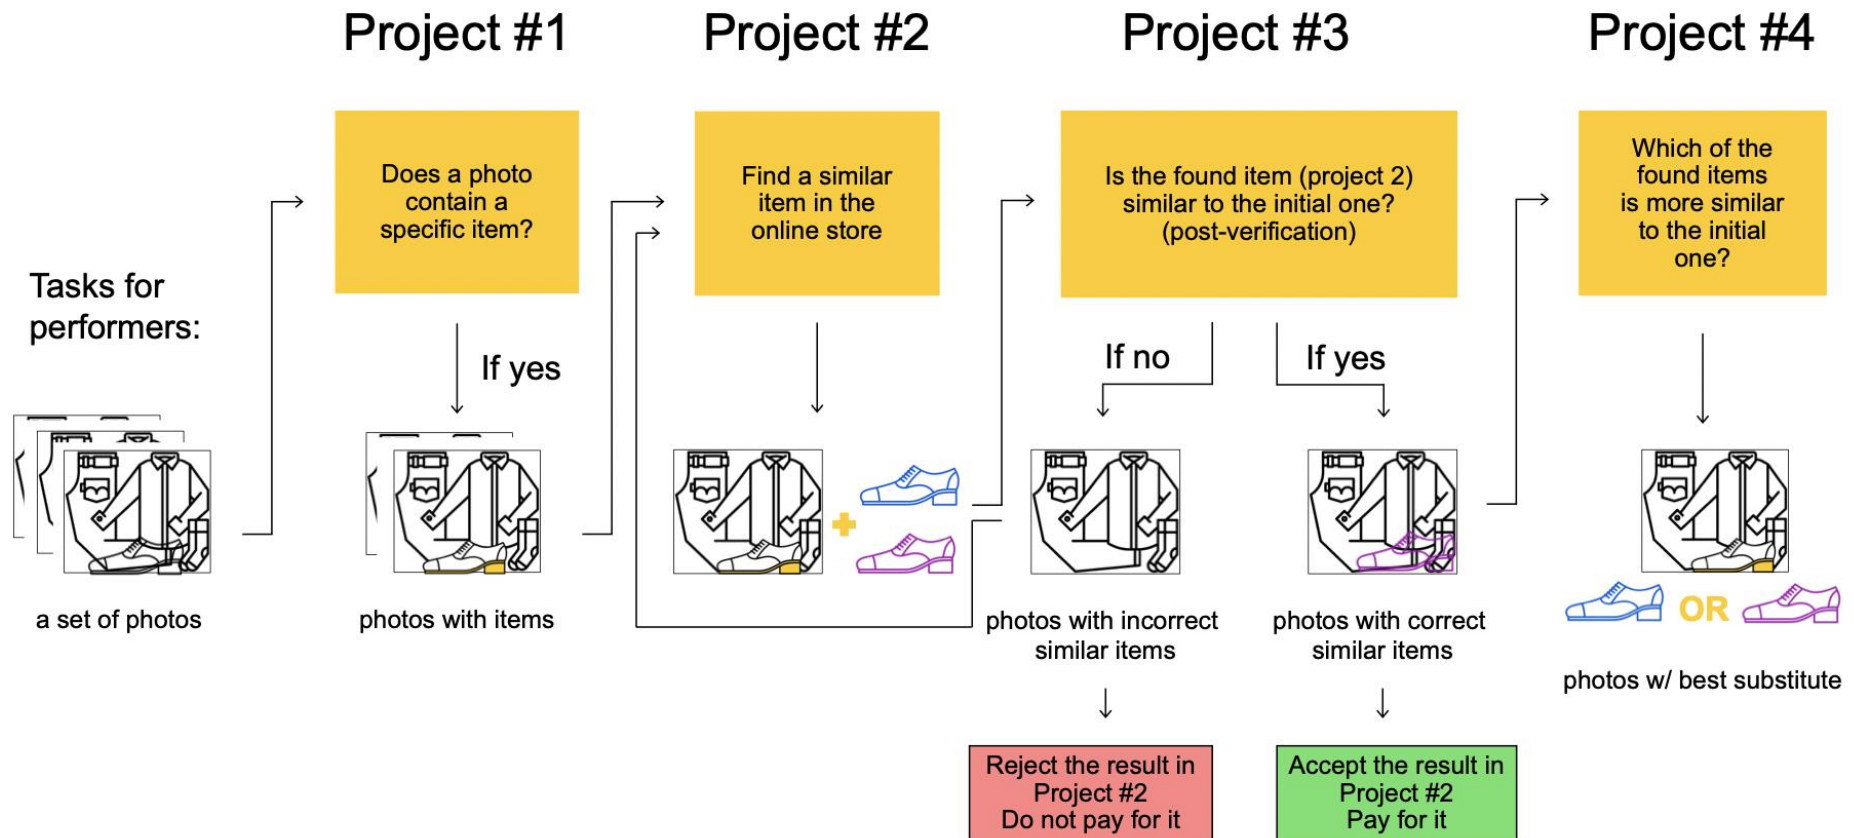 Project #1
Project #2
Project #3
Project #4
Does a photo
contain a
specific item?
Find a similar
item in the
online store
Is the found item (project 2)
similar to the initial one?
(post-verification)
Which of the
found items
is more similar
to the initial
one?
Tasks for
performers:
If yes
If no
If yes
a set of photos
photos with items
photos with incorrect
similar items
photos with correct
similar items
OR
photos w/ best substitute
Reject the result in
Project #2
Do not pay for it
Accept the result in
Project #2
Pay for it